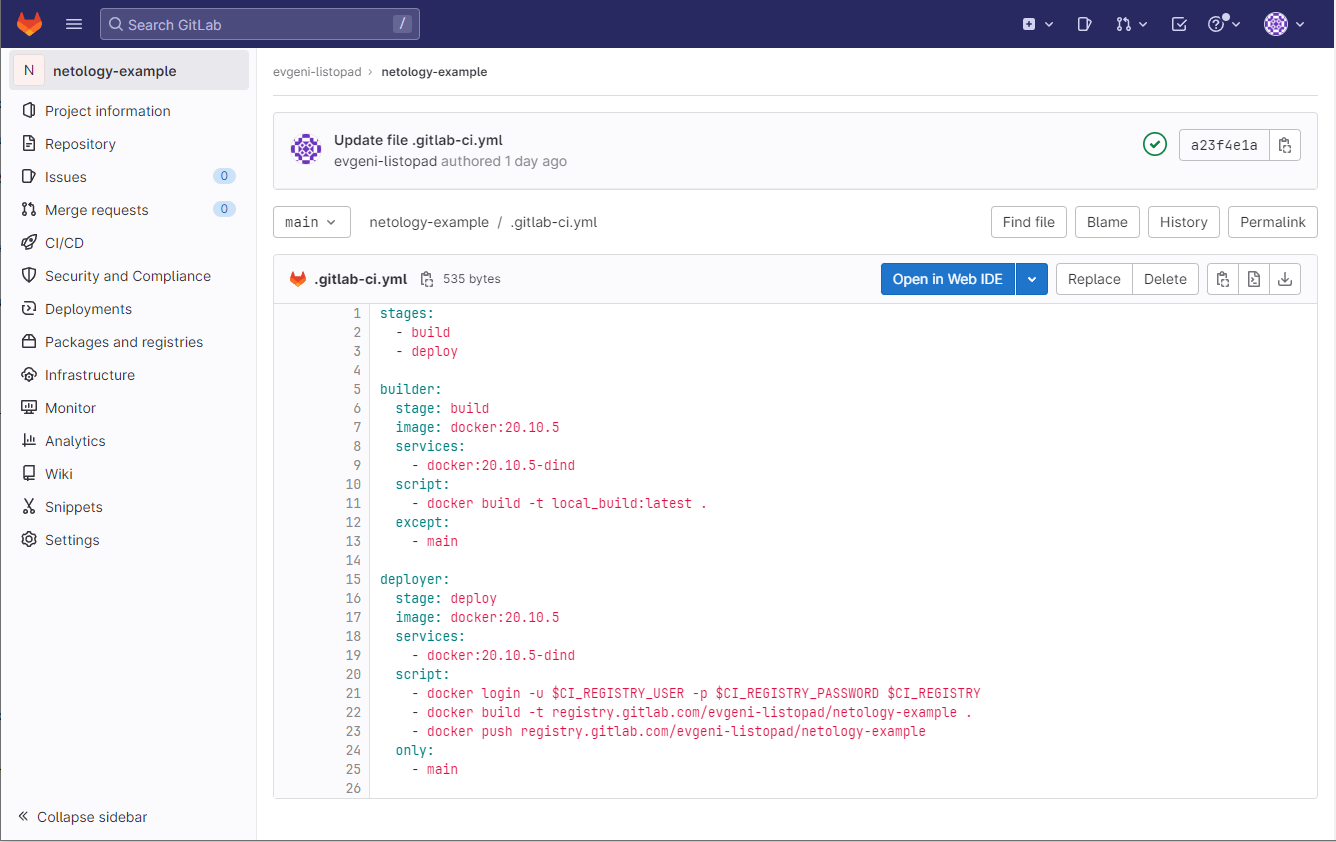 Search GitLab /
N netology-example
Project information
Repository
Issues 0
Merge requests 0
CI/CD
Security and Compliance
Deployments
Packages and registries
Infrastructure
Monitor
Analytics
Wiki
Snippets
Settings
Collapse sidebar
evgeni-listopad › netology-example
Update file .gitlab-ci.yml
evgeni-listopad authored 1 day ago
a23f4e1a
main netology-example / .gitlab-ci.yml Find file Blame History Permalink
.gitlab-ci.yml 535 bytes Open in Web IDE Replace Delete
1 stages:
2   - build
3   - deploy
4
5 builder:
6   stage: build
7   image: docker:20.10.5
8   services:
9     - docker:20.10.5-dind
10   script:
11     - docker build -t local_build:latest .
12   except:
13     - main
14
15 deployer:
16   stage: deploy
17   image: docker:20.10.5
18   services:
19     - docker:20.10.5-dind
20   script:
21     - docker login -u $CI_REGISTRY_USER -p $CI_REGISTRY_PASSWORD $CI_REGISTRY
22     - docker build -t registry.gitlab.com/evgeni-listopad/netology-example .
23     - docker push registry.gitlab.com/evgeni-listopad/netology-example
24   only:
25     - main
26